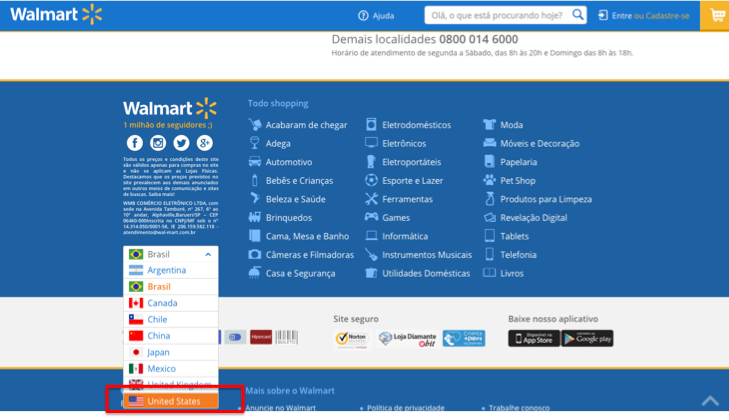 Walmart
Ajuda
Olá, o que está procurando hoje?
Entre ou Cadastre-se
Demais localidades 0800 014 6000
Horário de atendimento de segunda a Sábado, das 8h às 20h e Domingo das 8h às 18h.
Walmart
1 milhão de seguidores ;)
Todos os preços e condições deste site
são válidos apenas para compras no site
e não se aplicam as Lojas Físicas.
Destacamos que os preços previstos no
site prevalecem aos demais anunciados
em outros meios de comunicação e sites
de buscas. Saiba mais!
WMB COMÉRCIO ELETRÔNICO LTDA, com
sede na Avenida Tamboré, nº 267, 6º ao
10º andar, Alphaville, Barueri/SP – CEP
06460-000 Inscrita no CNPJ/MF sob o nº
14.314.050/0001-58, IE 206.159.582.118 -
atendimento@wal-mart.com.br
Todo shopping
Acabaram de chegar
Adega
Automotivo
Bebês e Crianças
Beleza e Saúde
Brinquedos
Cama, Mesa e Banho
Câmeras e Filmadoras
Casa e Segurança
Eletrodomésticos
Eletrônicos
Eletroportáteis
Esporte e Lazer
Ferramentas
Games
Informática
Instrumentos Musicais
Utilidades Domésticas
Moda
Móveis e Decoração
Papelaria
Pet Shop
Produtos para Limpeza
Revelação Digital
Tablets
Telefonia
Livros
Brasil
Argentina
Brasil
Canada
Chile
China
Japan
Mexico
United Kingdom
United States
Hipercard
BOLETO
Site seguro
Norton
Loja Diamante
ebit
Baixe nosso aplicativo
Disponível na
App Store
Google play
Mais sobre o Walmart
Anuncie no Walmart
Política de privacidade
Trabalhe conosco